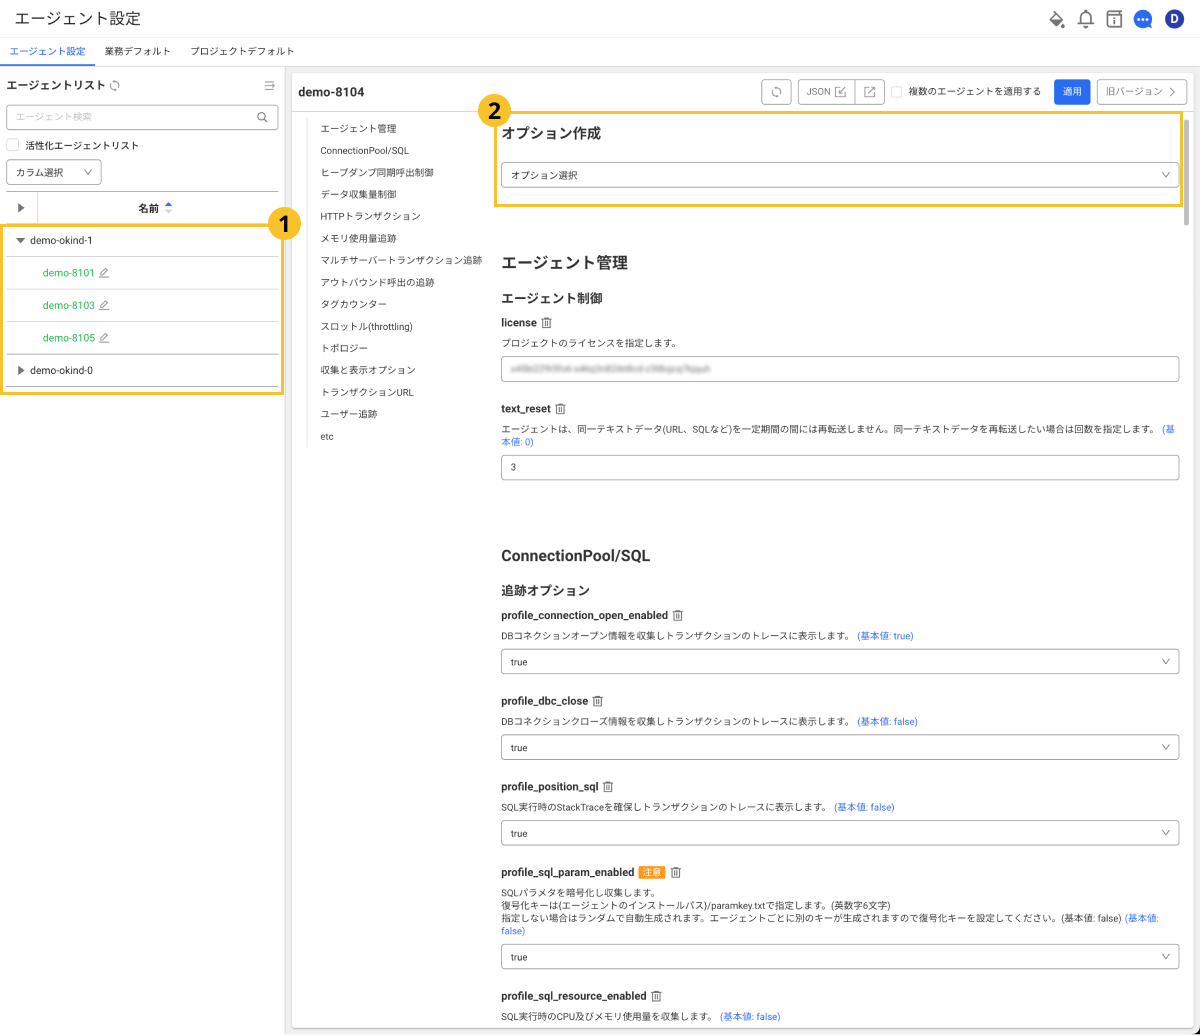 エージェント設定
D
エージェント設定 業務デフォルト プロジェクトデフォルト
エージェントリスト
エージェント検索
活性化エージェントリスト
カラム選択
名前
1
demo-okind-1
demo-8101
demo-8103
demo-8105
demo-okind-0
demo-8104
JSON
複数のエージェントを適用する
適用
旧バージョン
エージェント管理
ConnectionPool/SQL
ヒープダンプ同期呼出制御
データ収集量制御
HTTPトランザクション
メモリ使用量追跡
マルチサーバートランザクション追跡
アウトバウンド呼出の追跡
タグカウンター
スロットル(throttling)
トポロジー
収集と表示オプション
トランザクションURL
ユーザー追跡
etc
2
オプション作成
オプション選択
エージェント管理
エージェント制御
license
プロジェクトのライセンスを指定します。
text_reset
エージェントは、同一テキストデータ(URL、SQLなど)を一定期間の間には再転送しません。同一テキストデータを再転送したい場合は回数を指定します。 (基
本値: 0)
3
ConnectionPool/SQL
追跡オプション
profile_connection_open_enabled
DBコネクションオープン情報を収集しトランザクションのトレースに表示します。 (基本値: true)
true
profile_dbc_close
DBコネクションクローズ情報を収集しトランザクションのトレースに表示します。 (基本値: false)
true
profile_position_sql
SQL実行時のStackTraceを確保しトランザクションのトレースに表示します。 (基本値: false)
true
profile_sql_param_enabled 注意
SQLパラメタを暗号化し収集します。
復号化キーは(エージェントのインストールパス)/paramkey.txtで指定します。(英数字6文字)
指定しない場合はランダムで自動生成されます。エージェントごとに別のキーが生成されますので復号化キーを設定してください。(基本値: false) (基本値:
false)
true
profile_sql_resource_enabled
SQL実行時のCPU及びメモリ使用量を収集します。 (基本値: false)